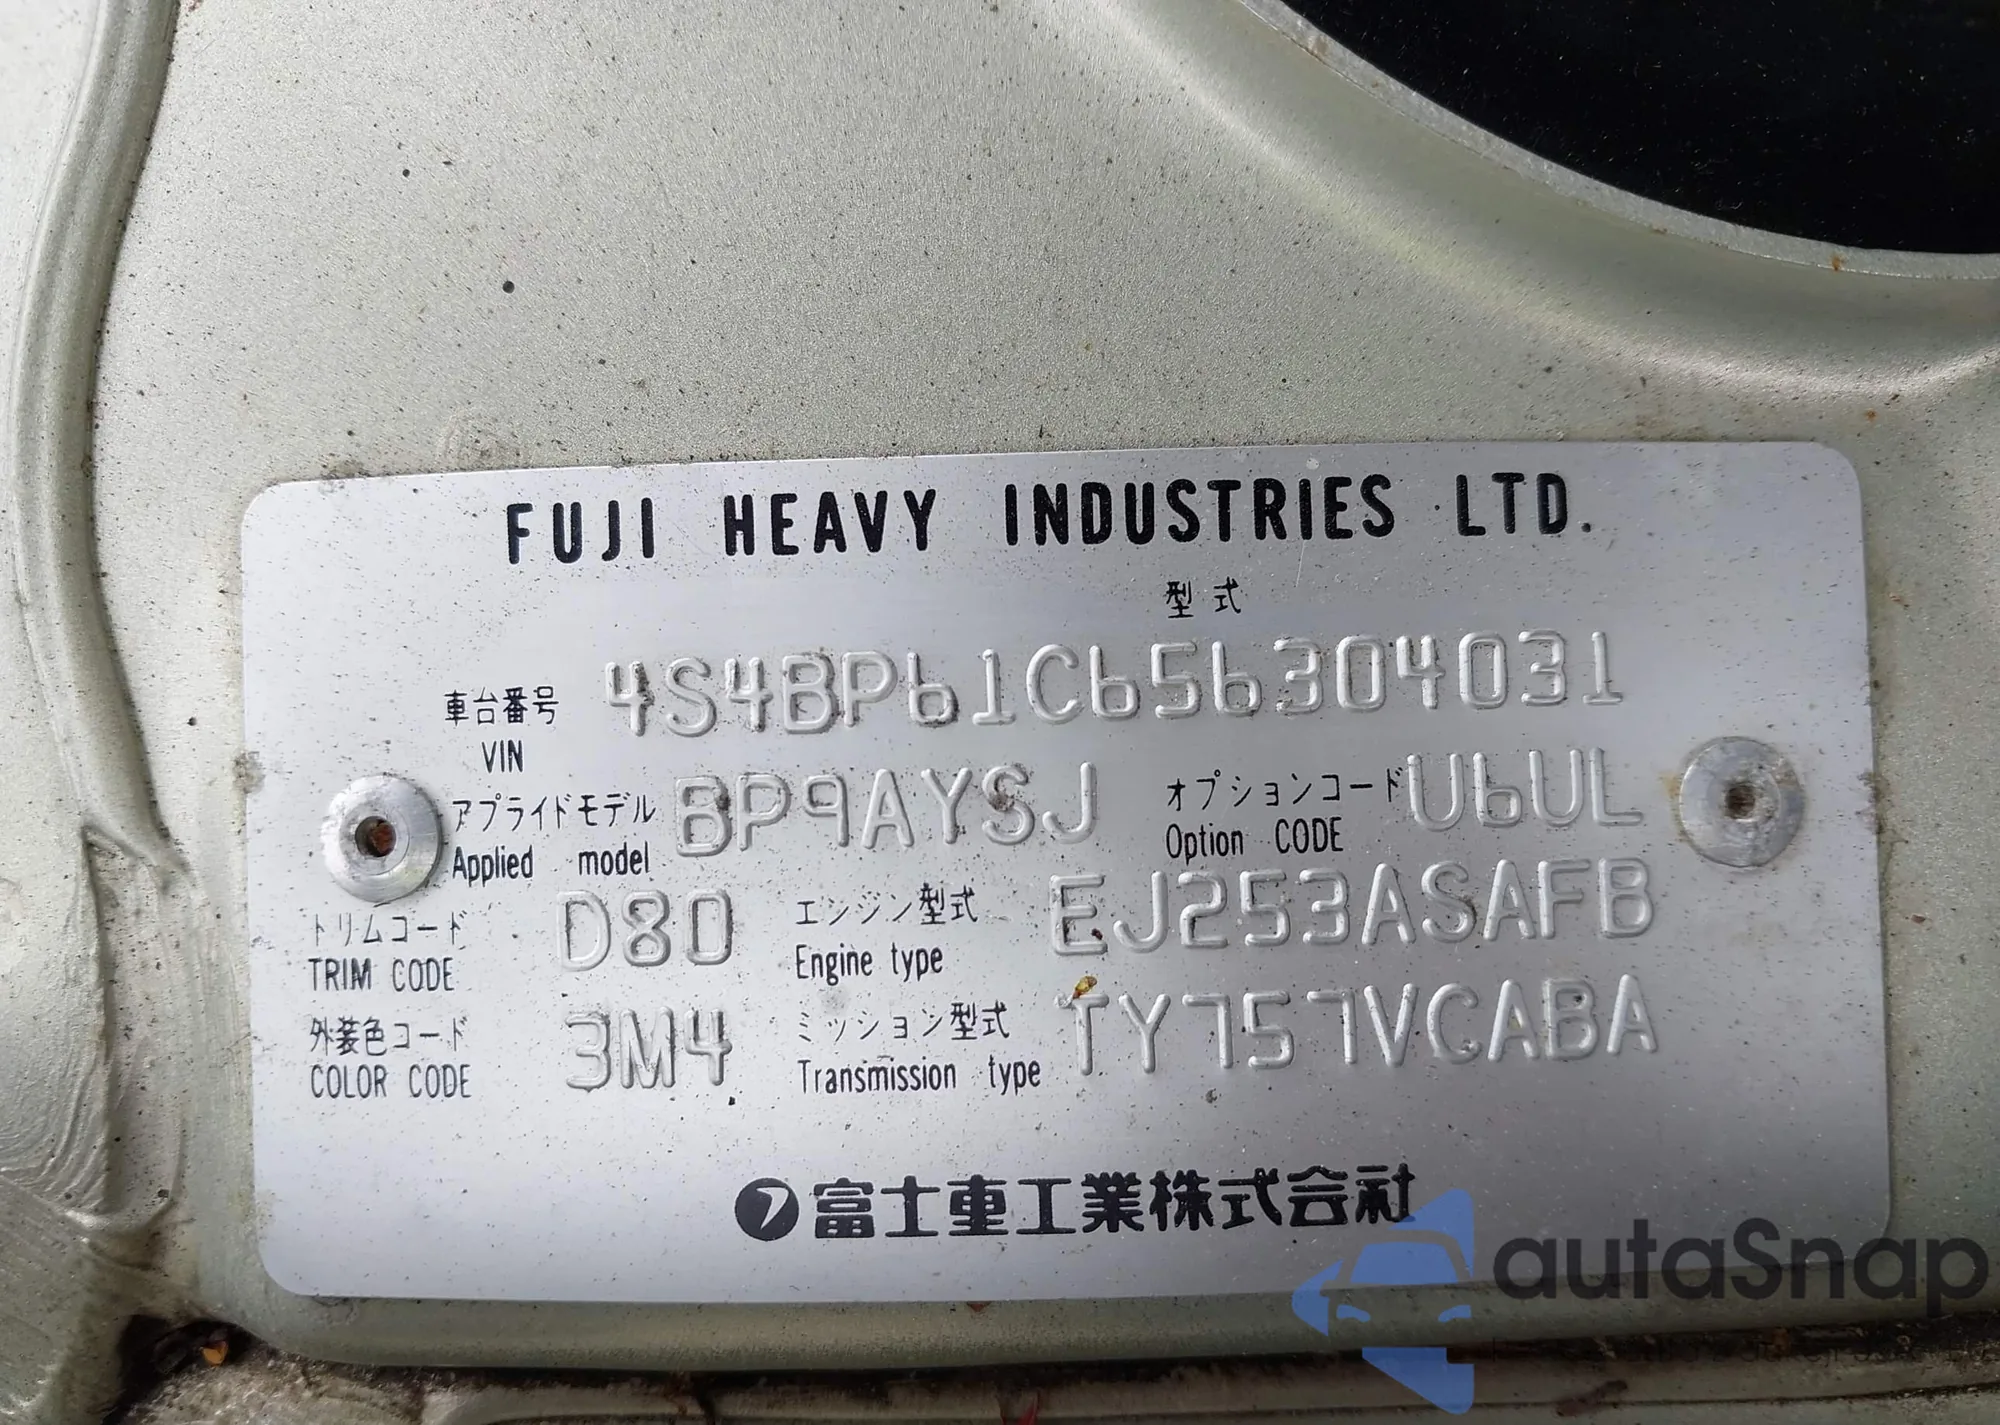 FUJI HEAVY INDUSTRIES LTD.
型式
車台番号 4S4BP61C656304031
VIN
アプライドモデル BP9AYSJ オプションコード U6UL
Applied model Option CODE
トリムコード D80 エンジン型式 EJ253ASAFB
TRIM CODE Engine type
外装色コード 3M4 ミッション型式 TY757VCABA
COLOR CODE Transmission type
富士重工業株式会社
autaSnap